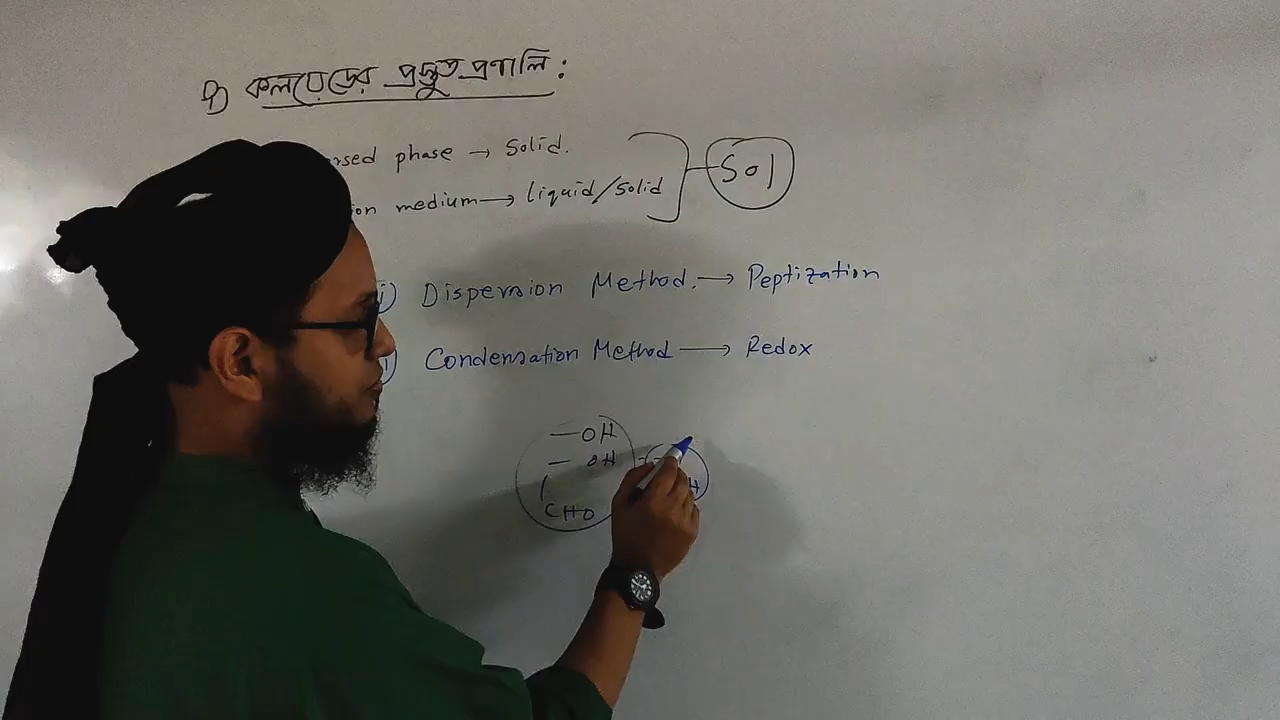 কলয়েডের প্রস্তুত প্রণালি :
phase → Solid.
medium → liquid/solid
Sol
i) Dispersion Method. → Peptization
) Condensation Method → Redox
— OH
— OH
CHO
H